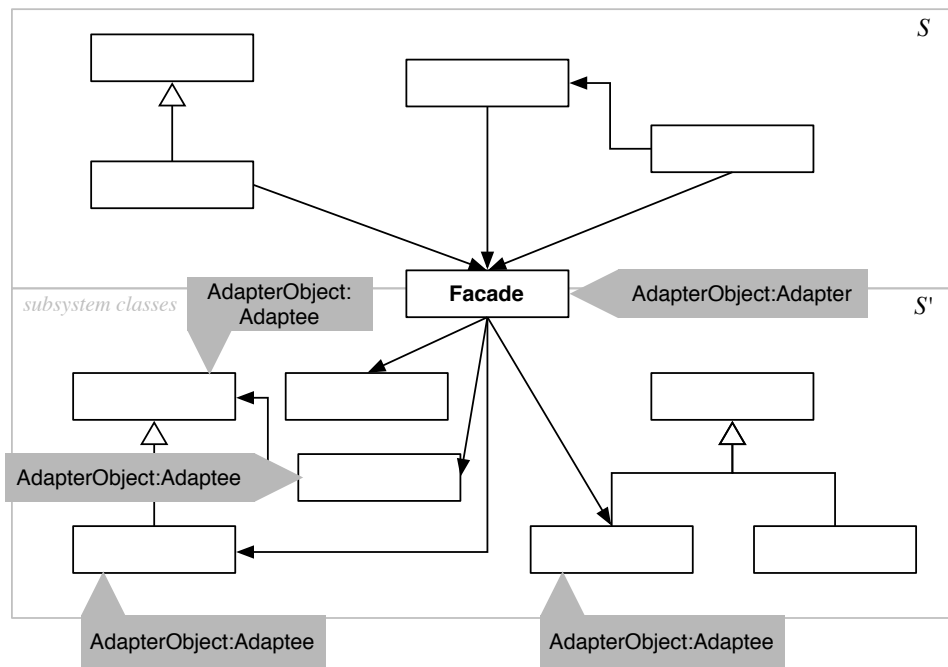 S
Facade
subsystem classes
AdapterObject:
Adaptee
AdapterObject:Adapter
S'
AdapterObject:Adaptee
AdapterObject:Adaptee
AdapterObject:Adaptee